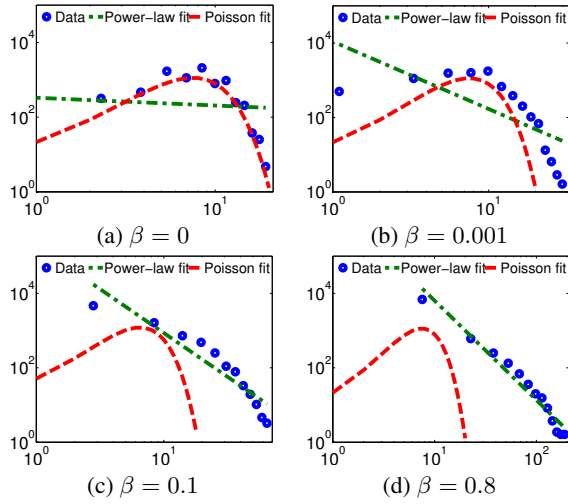 Data Power-law fit Poisson fit
10^4
10^2
10^0
10^0 10^1
(a) β = 0
Data Power-law fit Poisson fit
10^4
10^2
10^0
10^0 10^1
(b) β = 0.001
Data Power-law fit Poisson fit
10^4
10^2
10^0
10^0 10^1
(c) β = 0.1
Data Power-law fit Poisson fit
10^4
10^2
10^0
10^0 10^1 10^2
(d) β = 0.8